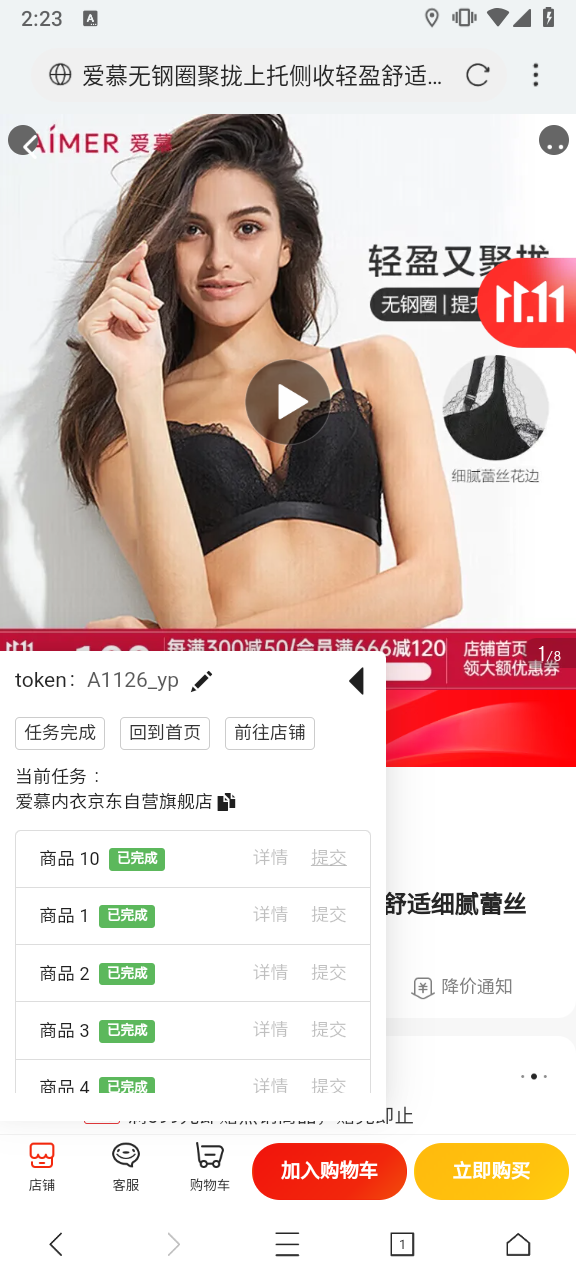 2:23
A
爱慕无钢圈聚拢上托侧收轻盈舒适...
AIMER 爱慕
轻盈又聚拢
无钢圈 | 提
11.11
细腻蕾丝花边
每满300减50/会员满666减120
店铺首页
领大额优惠券
1/8
token: A1126_yp
任务完成
回到首页
前往店铺
当前任务：
爱慕内衣京东自营旗舰店
商品 10 已完成 详情 提交
商品 1 已完成 详情 提交
商品 2 已完成 详情 提交
商品 3 已完成 详情 提交
商品 4 已完成 详情 提交
舒适细腻蕾丝
降价通知
店铺
客服
购物车
加入购物车
立即购买
1